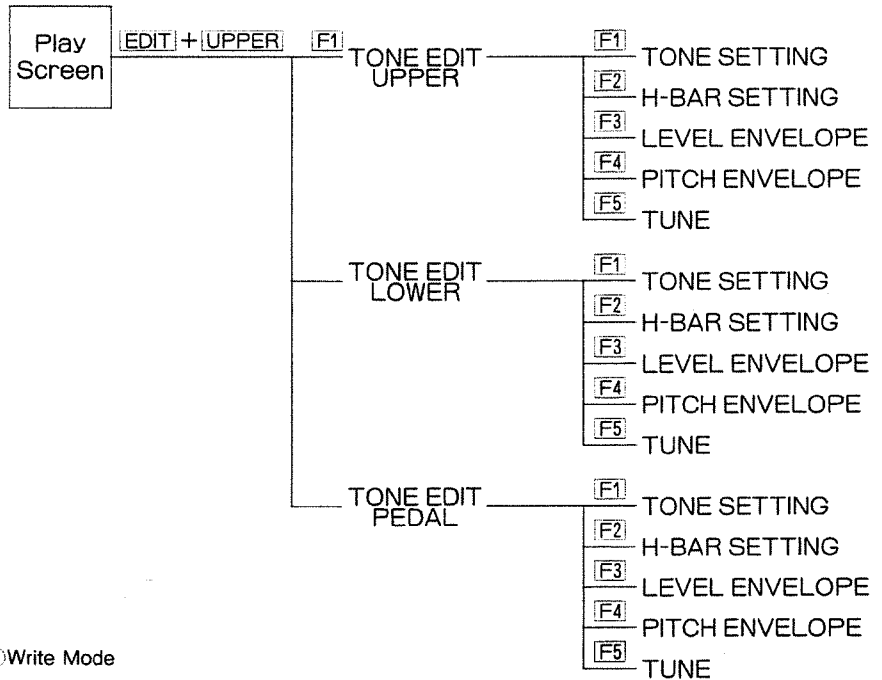 Play
Screen
EDIT + UPPER
F1
TONE EDIT
UPPER
F1
TONE SETTING
F2
H-BAR SETTING
F3
LEVEL ENVELOPE
F4
PITCH ENVELOPE
F5
TUNE
TONE EDIT
LOWER
F1
TONE SETTING
F2
H-BAR SETTING
F3
LEVEL ENVELOPE
F4
PITCH ENVELOPE
F5
TUNE
TONE EDIT
PEDAL
F1
TONE SETTING
F2
H-BAR SETTING
F3
LEVEL ENVELOPE
F4
PITCH ENVELOPE
F5
TUNE
Write Mode